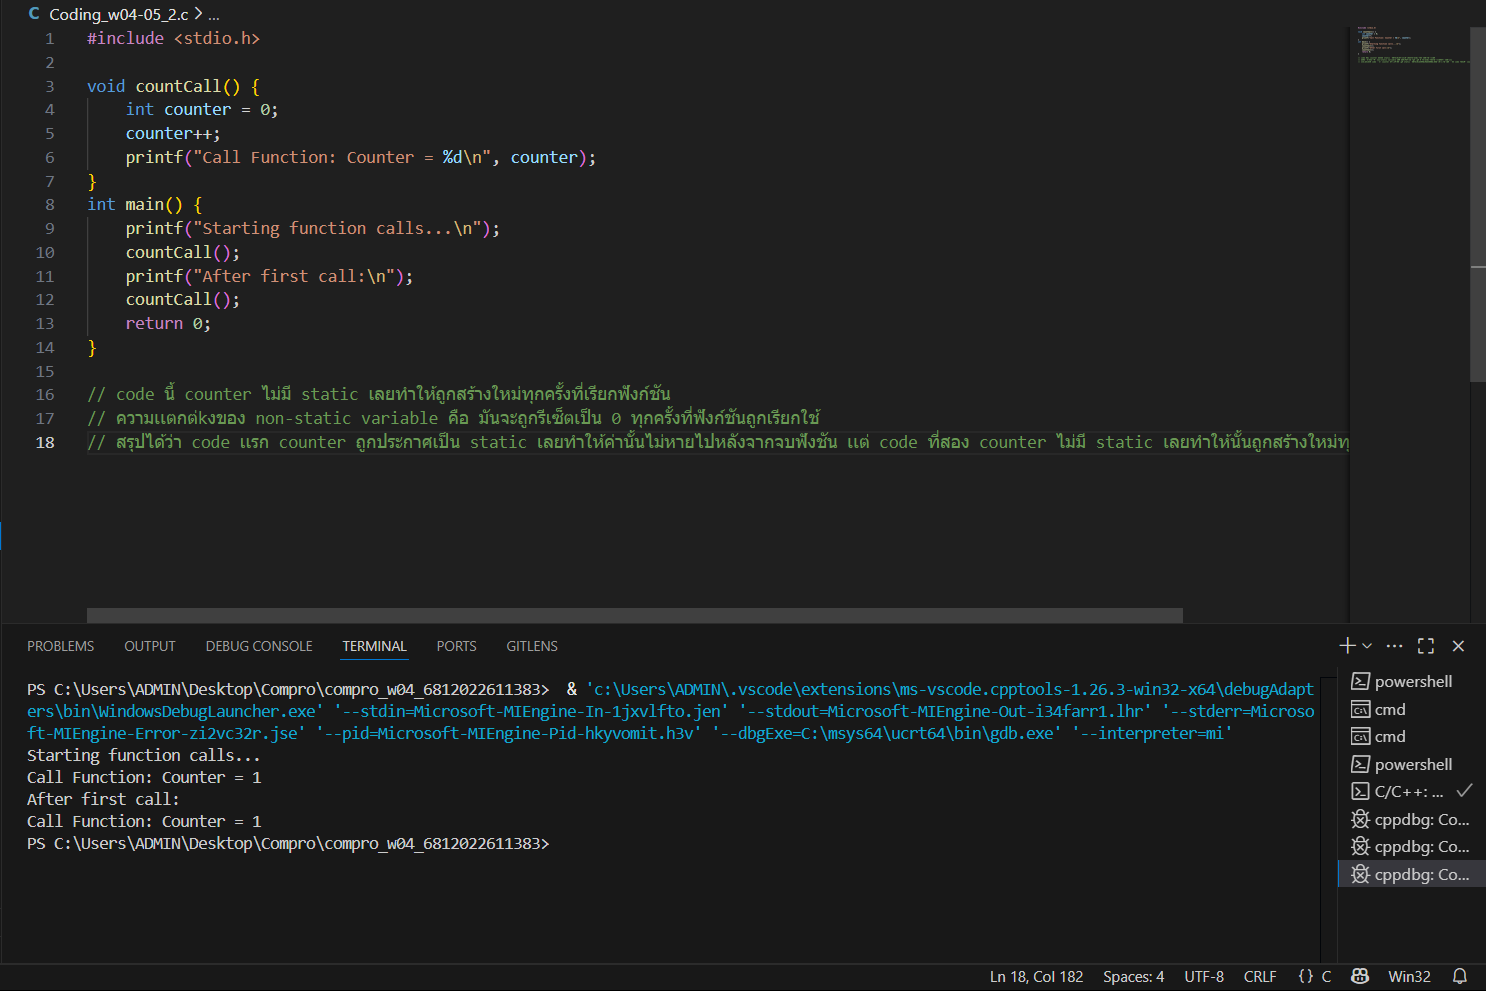 Coding_w04-05_2.c > ...
1 #include <stdio.h>
2
3 void countCall() {
4 int counter = 0;
5 counter++;
6 printf("Call Function: Counter = %d\n", counter);
7 }
8 int main() {
9 printf("Starting function calls...\n");
10 countCall();
11 printf("After first call:\n");
12 countCall();
13 return 0;
14 }
15
16 // code นี้ counter ไม่มี static เลยทำให้ถูกสร้างใหม่ทุกครั้งที่เรียกฟังก์ชัน
17 // ความแตกต่kงของ non-static variable คือ มันจะถูกรีเซ็ตเป็น 0 ทุกครั้งที่ฟังก์ชันถูกเรียกใช้
18 // สรุปได้ว่า code แรก counter ถูกประกาศเป็น static เลยทำให้ค่านั้นไม่หายไปหลังจากจบฟังชัน แต่ code ที่สอง counter ไม่มี static เลยทำให้นั้นถูกสร้างใหม่ทุ
PROBLEMS OUTPUT DEBUG CONSOLE TERMINAL PORTS GITLENS
PS C:\Users\ADMIN\Desktop\Compro\compro_w04_6812022611383> & 'c:\Users\ADMIN\.vscode\extensions\ms-vscode.cpptools-1.26.3-win32-x64\debugAdapt
ers\bin\WindowsDebugLauncher.exe' '--stdin=Microsoft-MIEngine-In-1jxvlfto.jen' '--stdout=Microsoft-MIEngine-Out-i34farr1.lhr' '--stderr=Microso
ft-MIEngine-Error-zi2vc32r.jse' '--pid=Microsoft-MIEngine-Pid-hkyvomit.h3v' '--dbgExe=C:\msys64\ucrt64\bin\gdb.exe' '--interpreter=mi'
Starting function calls...
Call Function: Counter = 1
After first call:
Call Function: Counter = 1
PS C:\Users\ADMIN\Desktop\Compro\compro_w04_6812022611383>
powershell
cmd
cmd
powershell
C/C++: ...
cppdbg: Co...
cppdbg: Co...
cppdbg: Co...
Ln 18, Col 182 Spaces: 4 UTF-8 CRLF {} C Win32